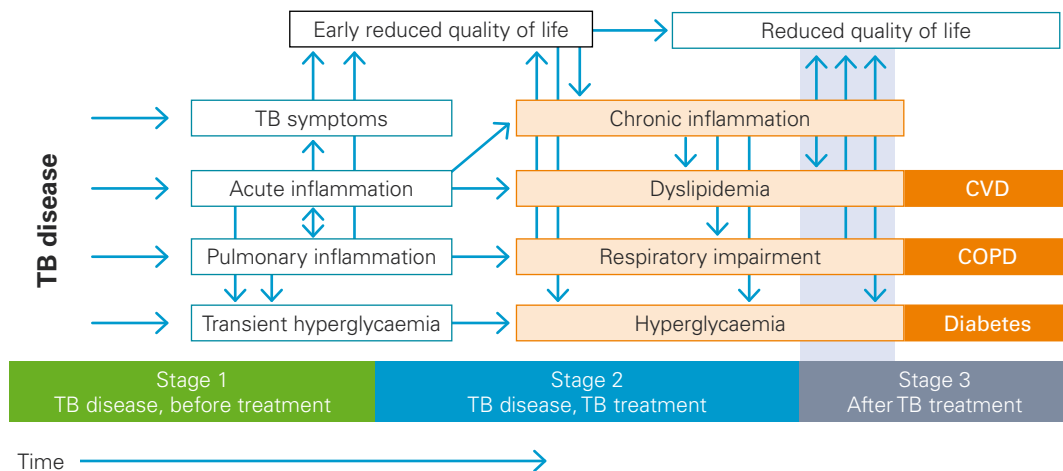 Early reduced quality of life
Reduced quality of life
TB disease
TB symptoms
Chronic inflammation
Acute inflammation
Dyslipidemia
CVD
Pulmonary inflammation
Respiratory impairment
COPD
Transient hyperglycaemia
Hyperglycaemia
Diabetes
Stage 1
TB disease, before treatment
Stage 2
TB disease, TB treatment
Stage 3
After TB treatment
Time